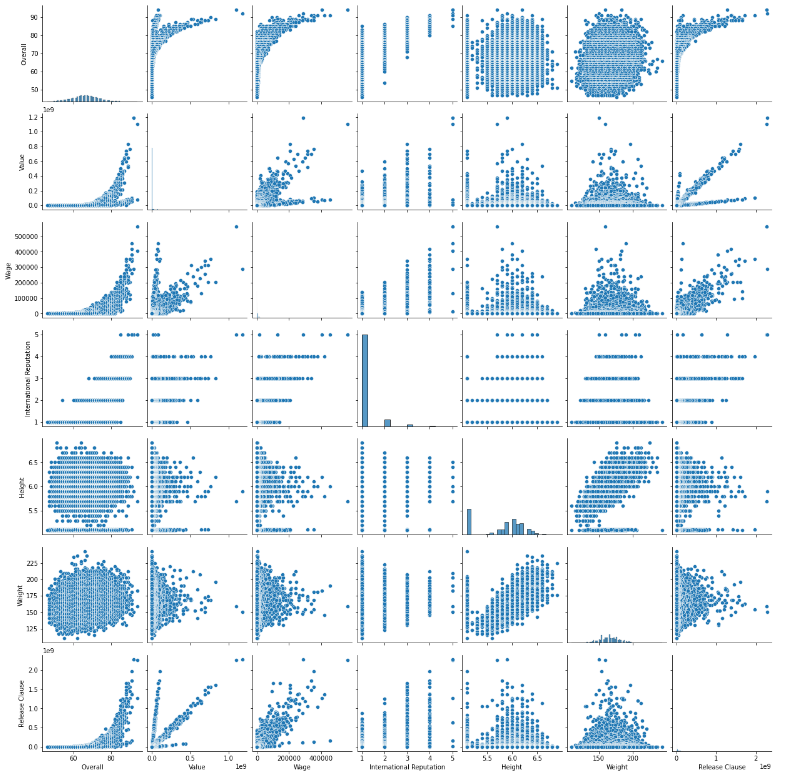 90
80
70
60
50
Overall
1e9
1.2
1.0
0.8
0.6
0.4
0.2
0.0
Value
500000
400000
300000
200000
100000
0
Wage
5
4
3
2
1
International Reputation
6.5
6.0
5.5
Height
225
200
175
150
125
Weight
1e9
2.0
1.5
1.0
0.5
0.0
Release Clause
60 80
Overall
0.0 0.5 1.0
1e9
Value
0 200000 400000
Wage
1 2 3 4 5
International Reputation
5.5 6.0 6.5
Height
150 200
Weight
0 1 2
1e9
Release Clause